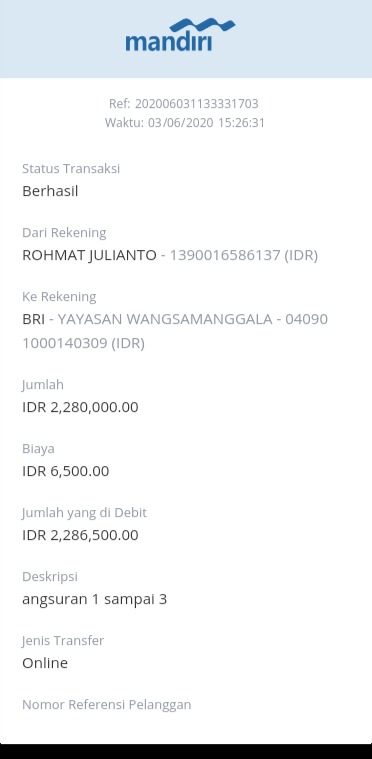 mandiri
Ref: 202006031133331703
Waktu: 03/06/2020 15:26:31
Status Transaksi
Berhasil
Dari Rekening
ROHMAT JULIANTO - 1390016586137 (IDR)
Ke Rekening
BRI - YAYASAN WANGSAMANGGALA - 04090
1000140309 (IDR)
Jumlah
IDR 2,280,000.00
Biaya
IDR 6,500.00
Jumlah yang di Debit
IDR 2,286,500.00
Deskripsi
angsuran 1 sampai 3
Jenis Transfer
Online
Nomor Referensi Pelanggan